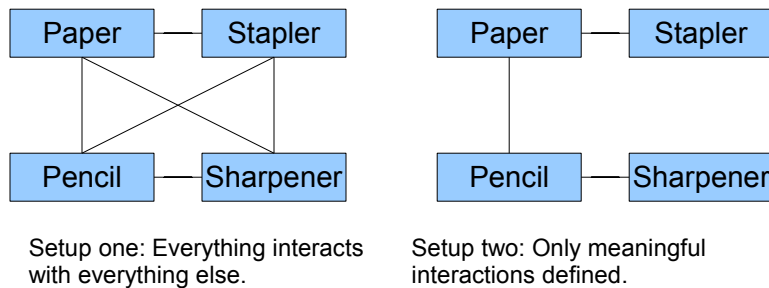 Paper
Stapler
Paper
Stapler
Pencil
Sharpener
Pencil
Sharpener
Setup one: Everything interacts
with everything else.
Setup two: Only meaningful
interactions defined.